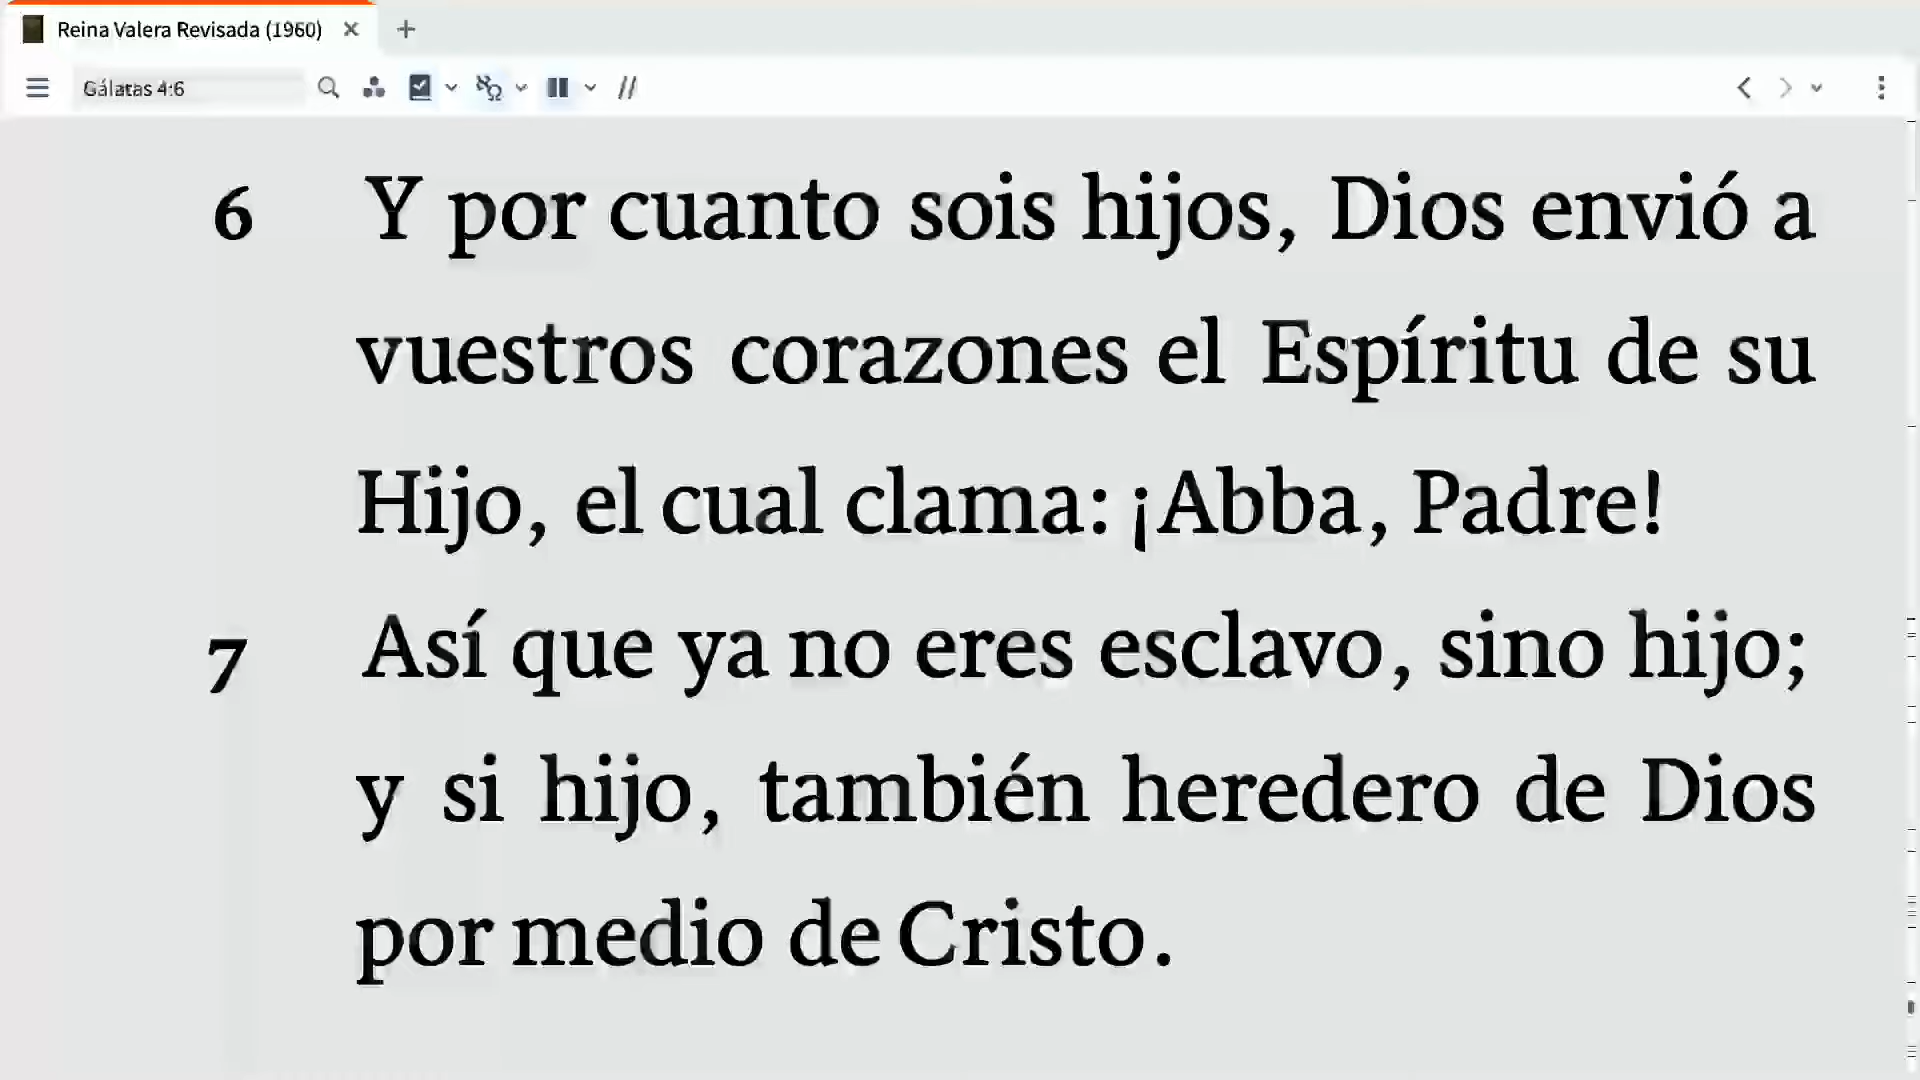 Reina Valera Revisada (1960)
Gálatas 4:6
6 Y por cuanto sois hijos, Dios envió a
vuestros corazones el Espíritu de su
Hijo, el cual clama: ¡Abba, Padre!
7 Así que ya no eres esclavo, sino hijo;
y si hijo, también heredero de Dios
por medio de Cristo.